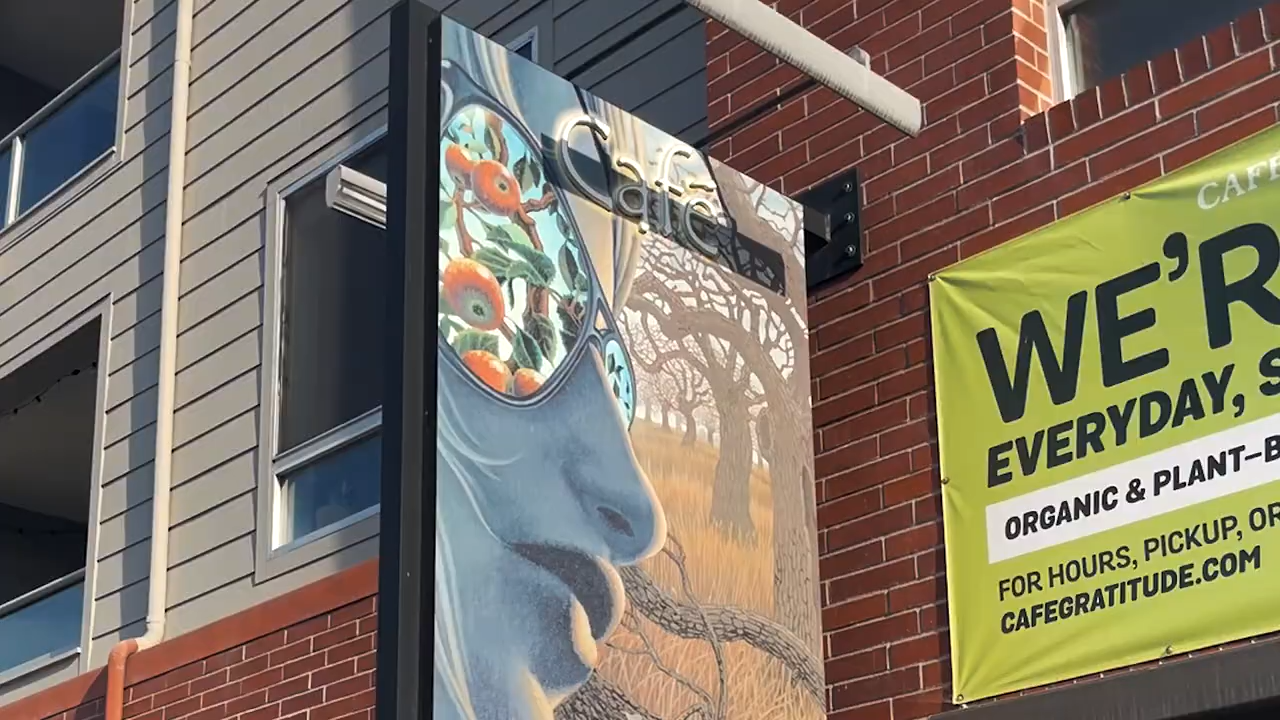 Café
CAFE
WE'R
EVERYDAY, S
ORGANIC & PLANT-B
FOR HOURS, PICKUP, OR
CAFEGRATITUDE.COM